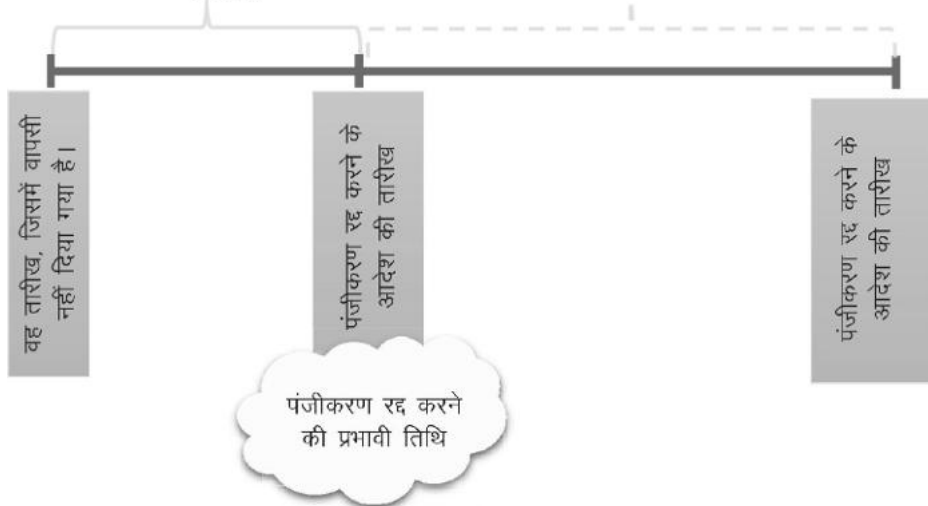 वह तारीख, जिसमें वापसी
नहीं दिया गया है।
पंजीकरण रद्द करने के
आदेश की तारीख
पंजीकरण रद्द करने के
आदेश की तारीख
पंजीकरण रद्द करने
की प्रभावी तिथि